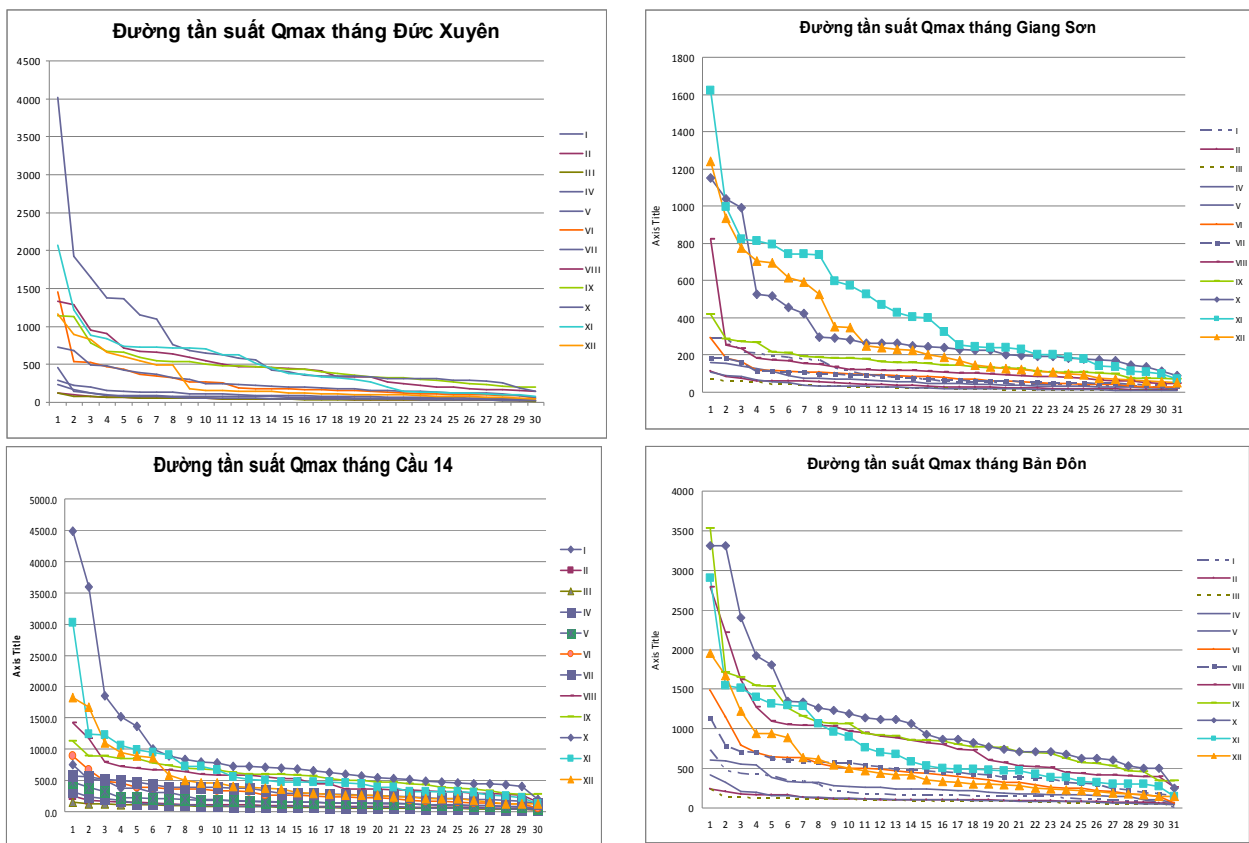 Đường tần suất Qmax tháng Đức Xuyên
4500
4000
3500
3000
2500
2000
1500
1000
500
0
1 2 3 4 5 6 7 8 9 10 11 12 13 14 15 16 17 18 19 20 21 22 23 24 25 26 27 28 29 30
I
II
III
IV
V
VI
VII
VIII
IX
X
XI
XII
Đường tần suất Qmax tháng Giang Sơn
Axis Title
1800
1600
1400
1200
1000
800
600
400
200
0
1 2 3 4 5 6 7 8 9 10 11 12 13 14 15 16 17 18 19 20 21 22 23 24 25 26 27 28 29 30 31
I
II
III
IV
V
VI
VII
VIII
IX
X
XI
XII
Đường tần suất Qmax tháng Cầu 14
Axis Title
5000.0
4500.0
4000.0
3500.0
3000.0
2500.0
2000.0
1500.0
1000.0
500.0
0.0
1 2 3 4 5 6 7 8 9 10 11 12 13 14 15 16 17 18 19 20 21 22 23 24 25 26 27 28 29 30
I
II
III
IV
V
VI
VII
VIII
IX
X
XI
XII
Đường tần suất Qmax tháng Bản Đôn
Axis Title
4000
3500
3000
2500
2000
1500
1000
500
0
1 2 3 4 5 6 7 8 9 10 11 12 13 14 15 16 17 18 19 20 21 22 23 24 25 26 27 28 29 30 31
I
II
III
IV
V
VI
VII
VIII
IX
X
XI
XII